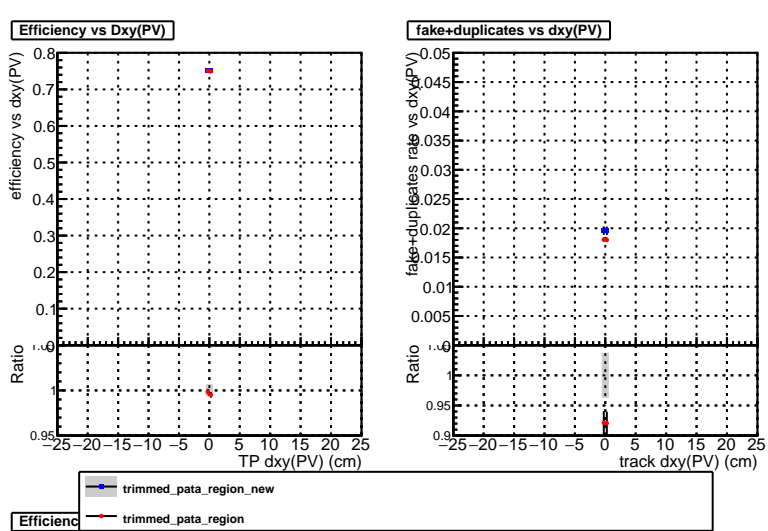 Efficiency vs Dxy(PV)
fake+duplicates vs dxy(PV)
efficiency vs dxy(PV)
0.8
0.7
0.6
0.5
0.4
0.3
0.2
0.1
0
fake+duplicates rate vs dxy(PV)
0.05
0.045
0.04
0.035
0.03
0.025
0.02
0.015
0.01
0.005
0
Ratio
1
0.95
−25 −20 −15 −10 −5 0 5 10 15 20 25
TP dxy(PV) (cm)
Ratio
1
0.95
0.9
−25 −20 −15 −10 −5 0 5 10 15 20 25
track dxy(PV) (cm)
trimmed_pata_region_new
trimmed_pata_region
Efficienc